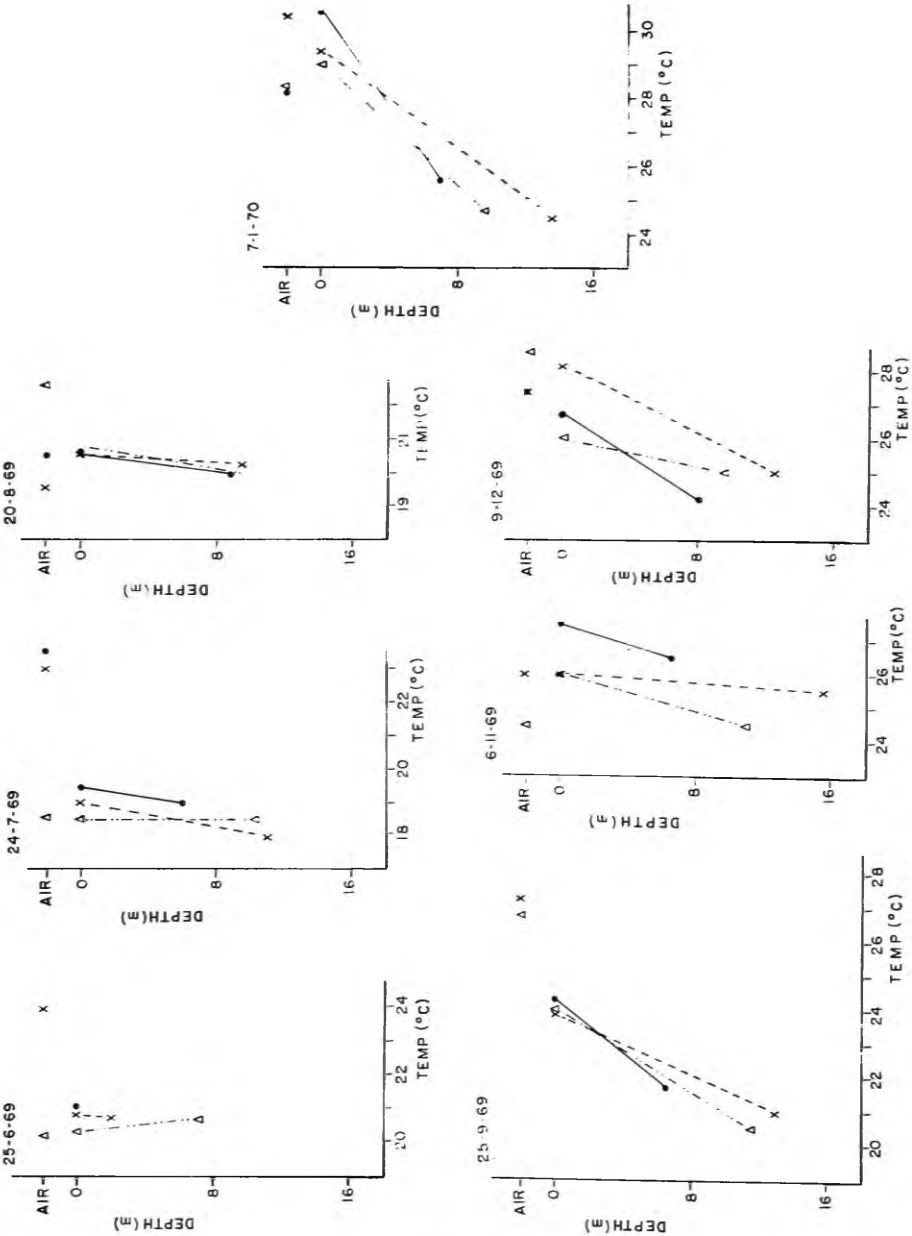 25-6-69
AIR
0
8
16
DEPTH (m)
20
22
24
TEMP (°C)
24-7-69
AIR
0
8
16
DEPTH (m)
18
20
22
TEMP (°C)
20-8-69
AIR
0
8
16
DEPTH (m)
19
21
TEMP (°C)
25-9-69
AIR
0
8
16
DEPTH (m)
20
22
24
26
28
TEMP (°C)
6-11-69
AIR
0
8
16
DEPTH (m)
24
26
TEMP (°C)
9-12-69
AIR
0
8
16
DEPTH (m)
24
26
28
TEMP (°C)
7-1-70
AIR
0
8
16
DEPTH (m)
24
26
28
30
TEMP (°C)